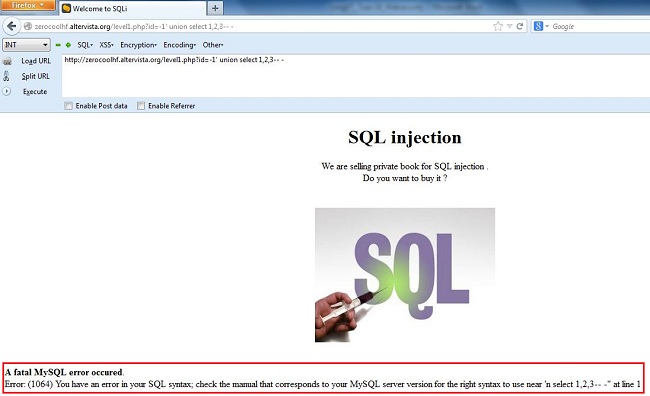 Firefox
Welcome to SQLi
zerocoolhf.altervista.org/level1.php?id=-1' union select 1,2,3-- -
Google
INT
SQL
XSS
Encryption
Encoding
Other
Load URL
Split URL
Execute
http://zerocoolhf.altervista.org/level1.php?id=-1' union select 1,2,3-- -
Enable Post data
Enable Referrer
SQL injection
We are selling private book for SQL injection .
Do you want to buy it ?
SQL
A fatal MySQL error occured.
Error: (1064) You have an error in your SQL syntax; check the manual that corresponds to your MySQL server version for the right syntax to use near 'n select 1,2,3-- -'' at line 1